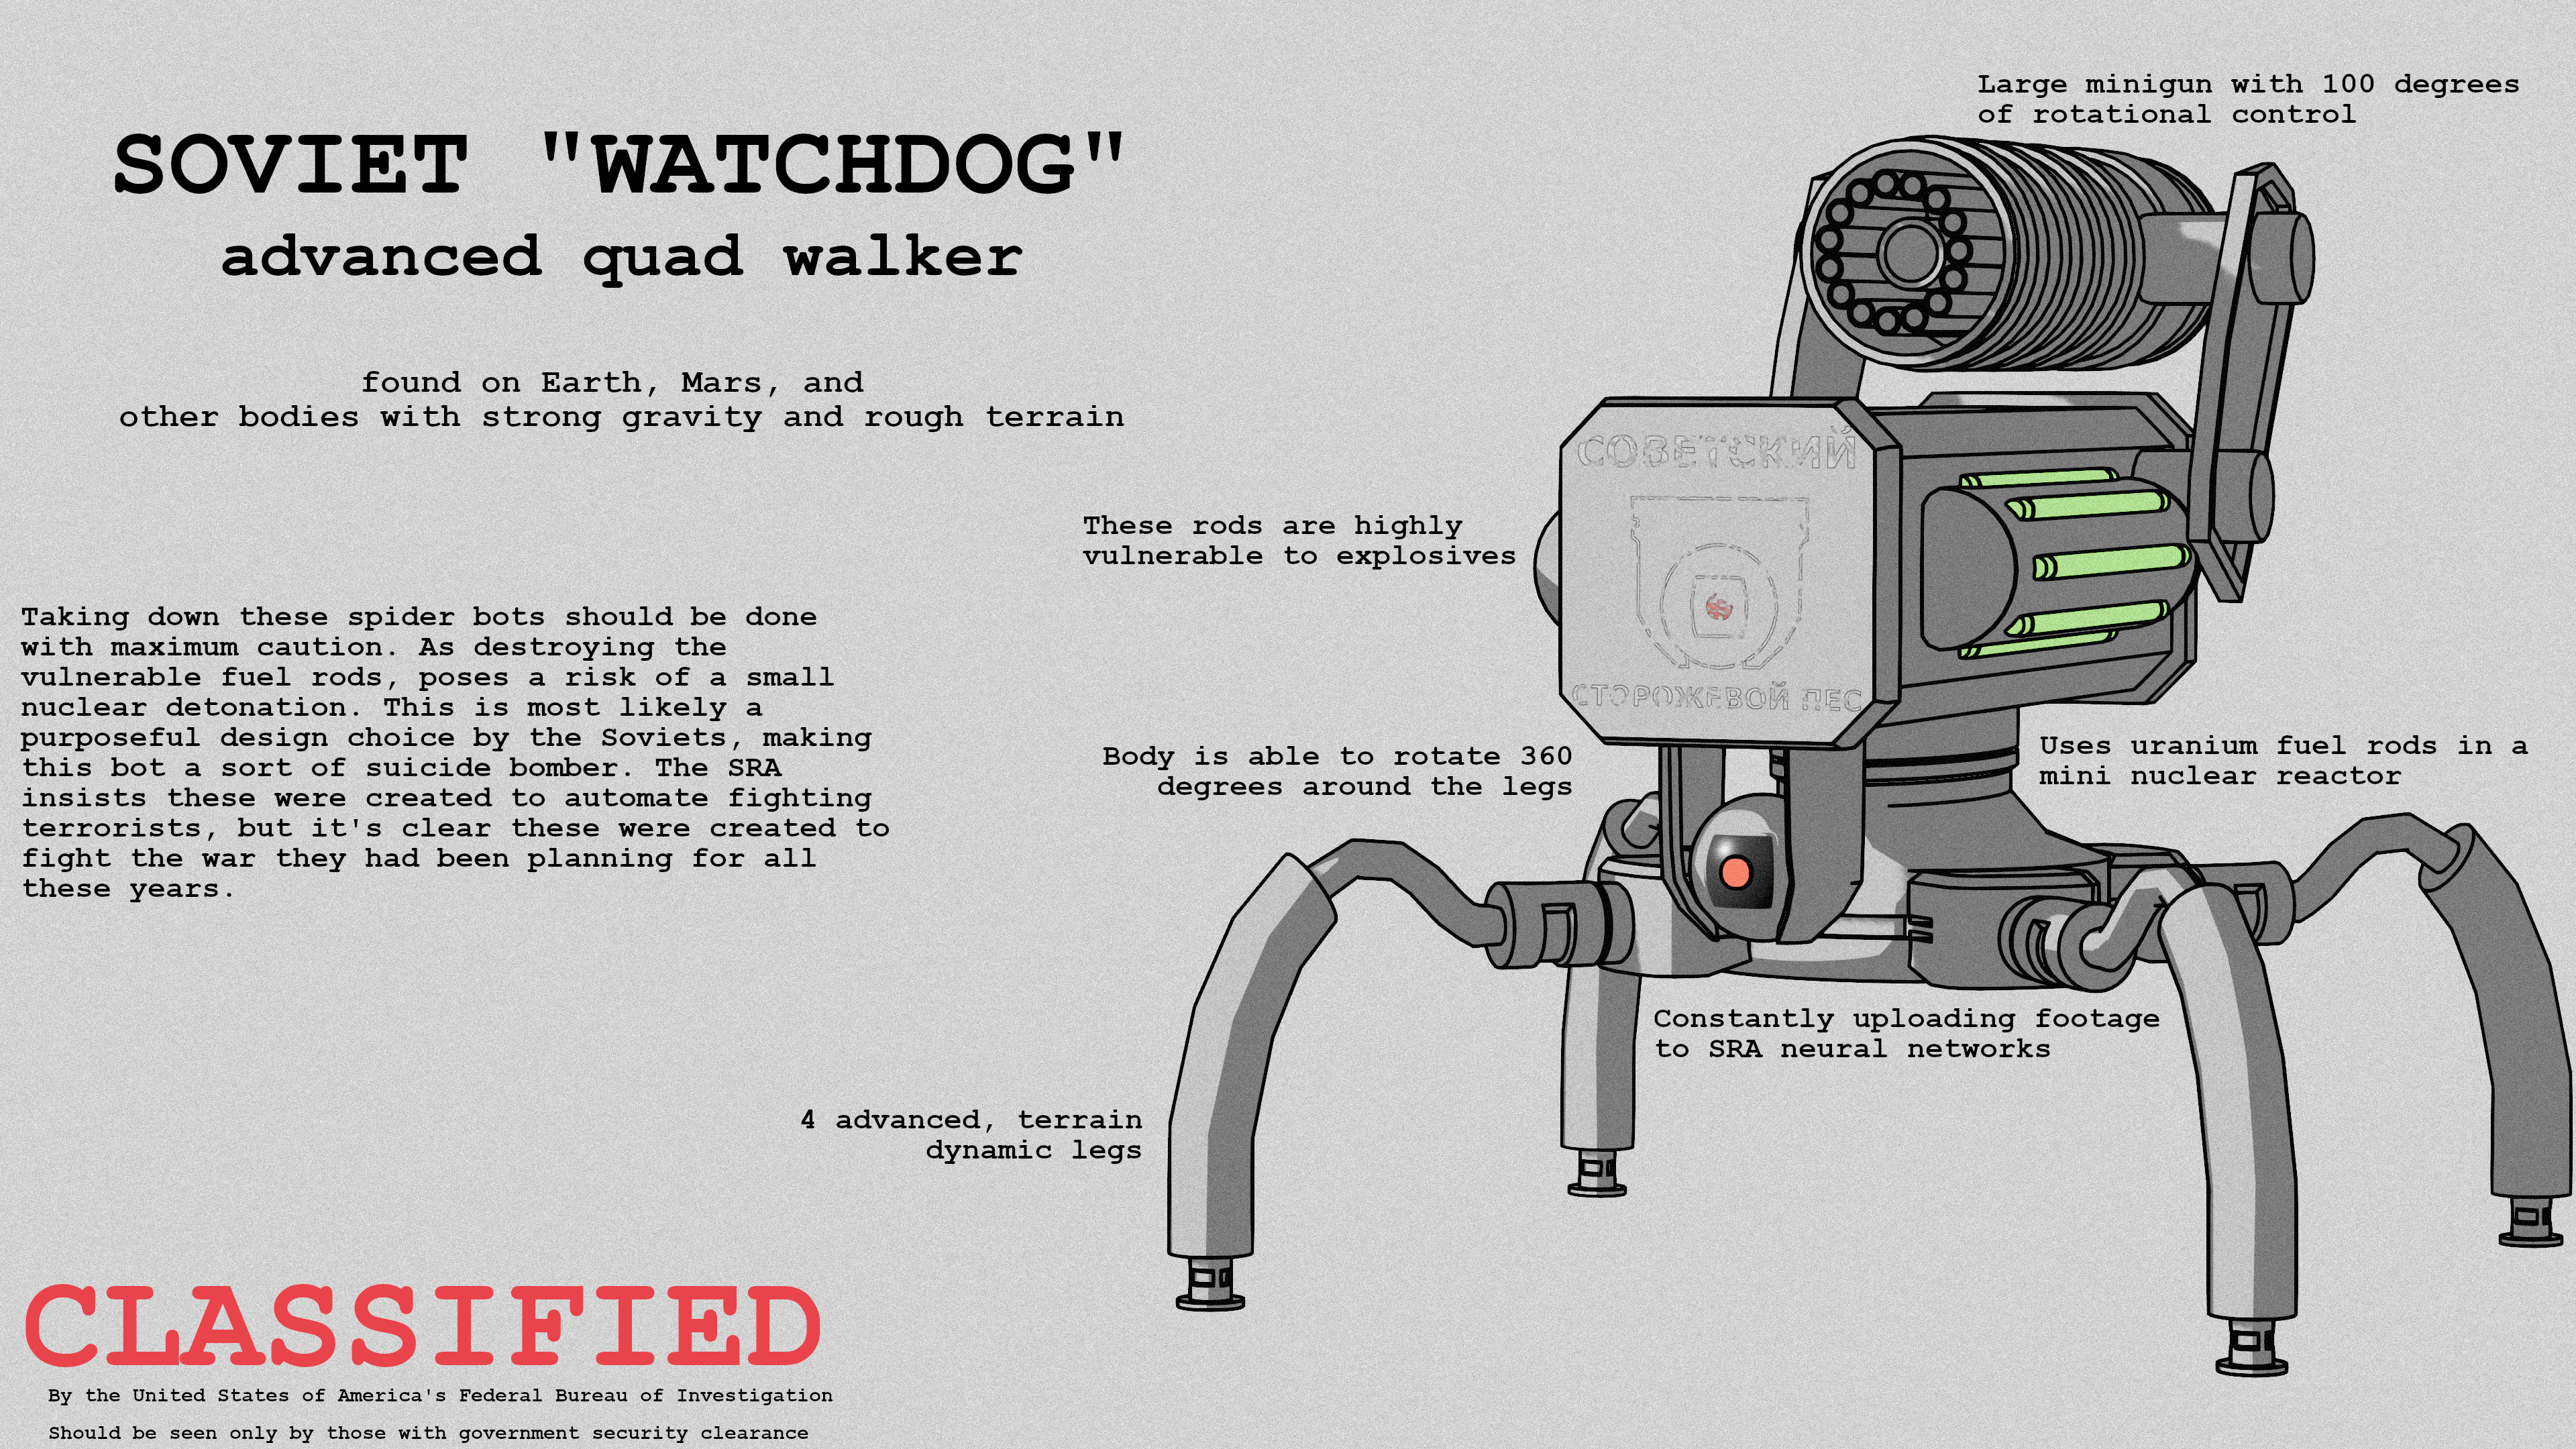 SOVIET "WATCHDOG"
advanced quad walker
found on Earth, Mars, and
other bodies with strong gravity and rough terrain
Large minigun with 100 degrees
of rotational control
СОВЕТСКИЙ
СТОРОЖЕВОЙ ПЕС
These rods are highly
vulnerable to explosives
Taking down these spider bots should be done
with maximum caution. As destroying the
vulnerable fuel rods, poses a risk of a small
nuclear detonation. This is most likely a
purposeful design choice by the Soviets, making
this bot a sort of suicide bomber. The SRA
insists these were created to automate fighting
terrorists, but it's clear these were created to
fight the war they had been planning for all
these years.
Body is able to rotate 360
degrees around the legs
Uses uranium fuel rods in a
mini nuclear reactor
Constantly uploading footage
to SRA neural networks
4 advanced, terrain
dynamic legs
CLASSIFIED
By the United States of America's Federal Bureau of Investigation
Should be seen only by those with government security clearance